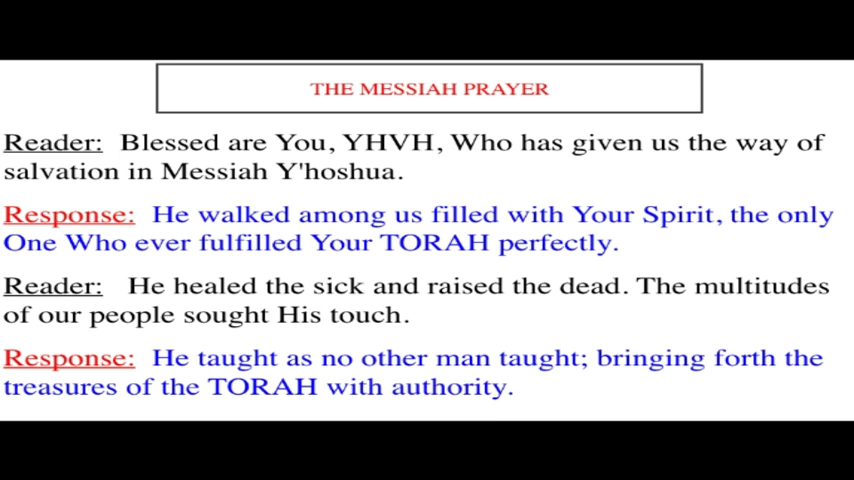 THE MESSIAH PRAYER
Reader: Blessed are You, YHVH, Who has given us the way of
salvation in Messiah Y'hoshua.
Response: He walked among us filled with Your Spirit, the only
One Who ever fulfilled Your TORAH perfectly.
Reader: He healed the sick and raised the dead. The multitudes
of our people sought His touch.
Response: He taught as no other man taught; bringing forth the
treasures of the TORAH with authority.